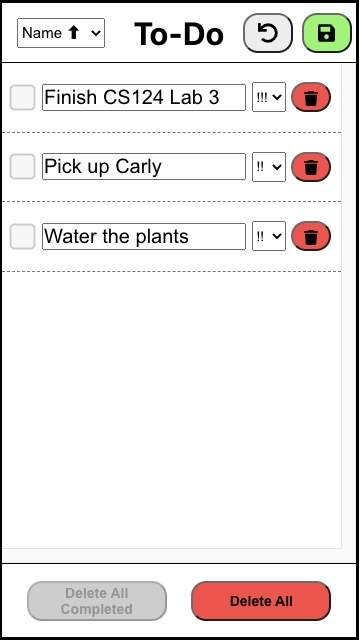 Name ⬆ To-Do
Finish CS124 Lab 3 !!!
Pick up Carly !!
Water the plants !!
Delete All
Completed
Delete All